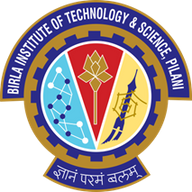 BIRLA INSTITUTE OF TECHNOLOGY & SCIENCE, PILANI
ज्ञानं परमं बलम्